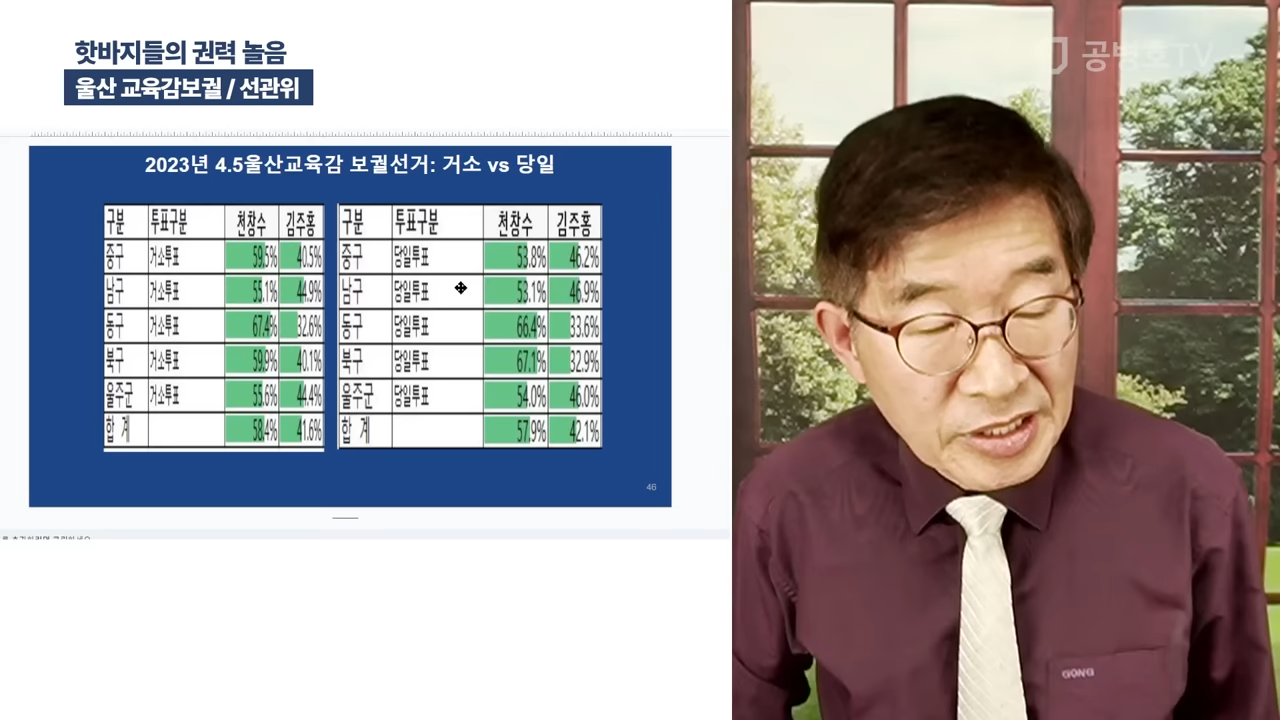 핫바지들의 권력 놀음
울산 교육감보궐 / 선관위
공병호TV
2023년 4.5울산교육감 보궐선거: 거소 vs 당일
구분 투표구분 천창수 김주홍
중구 거소투표 59.5% 40.5%
남구 거소투표 55.1% 44.9%
동구 거소투표 67.4% 32.6%
북구 거소투표 59.9% 40.1%
울주군 거소투표 55.6% 44.4%
합 계 58.4% 41.6%
구분 투표구분 천창수 김주홍
중구 당일투표 53.8% 46.2%
남구 당일투표 53.1% 46.9%
동구 당일투표 66.4% 33.6%
북구 당일투표 67.1% 32.9%
울주군 당일투표 54.0% 46.0%
합 계 57.9% 42.1%
46
GONG